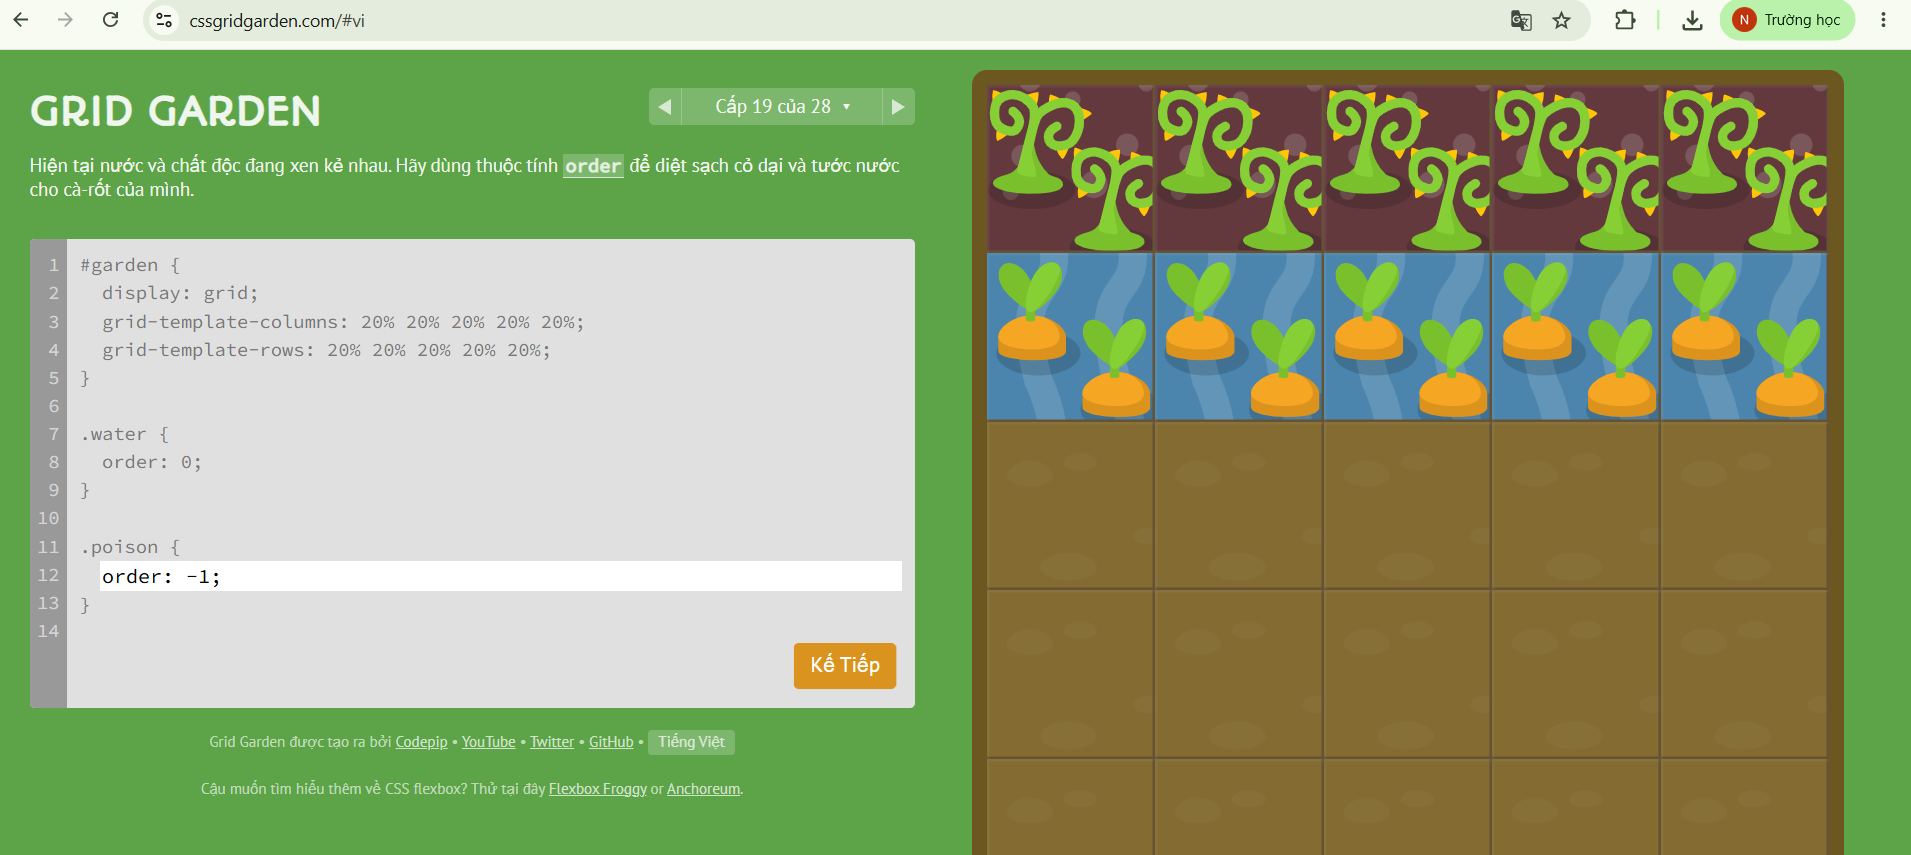 cssgridgarden.com/#vi
N Trường học
GRID GARDEN
Cấp 19 của 28
Hiện tại nước và chất độc đang xen kẻ nhau. Hãy dùng thuộc tính order để diệt sạch cỏ dại và tước nước
cho cà-rốt của mình.
1 #garden {
2 display: grid;
3 grid-template-columns: 20% 20% 20% 20% 20%;
4 grid-template-rows: 20% 20% 20% 20% 20%;
5 }
6
7 .water {
8 order: 0;
9 }
10
11 .poison {
12 order: -1;
13 }
14
Kế Tiếp
Grid Garden được tạo ra bởi Codepip • YouTube • Twitter • GitHub • Tiếng Việt
Cậu muốn tìm hiểu thêm về CSS flexbox? Thử tại đây Flexbox Froggy or Anchoreum.